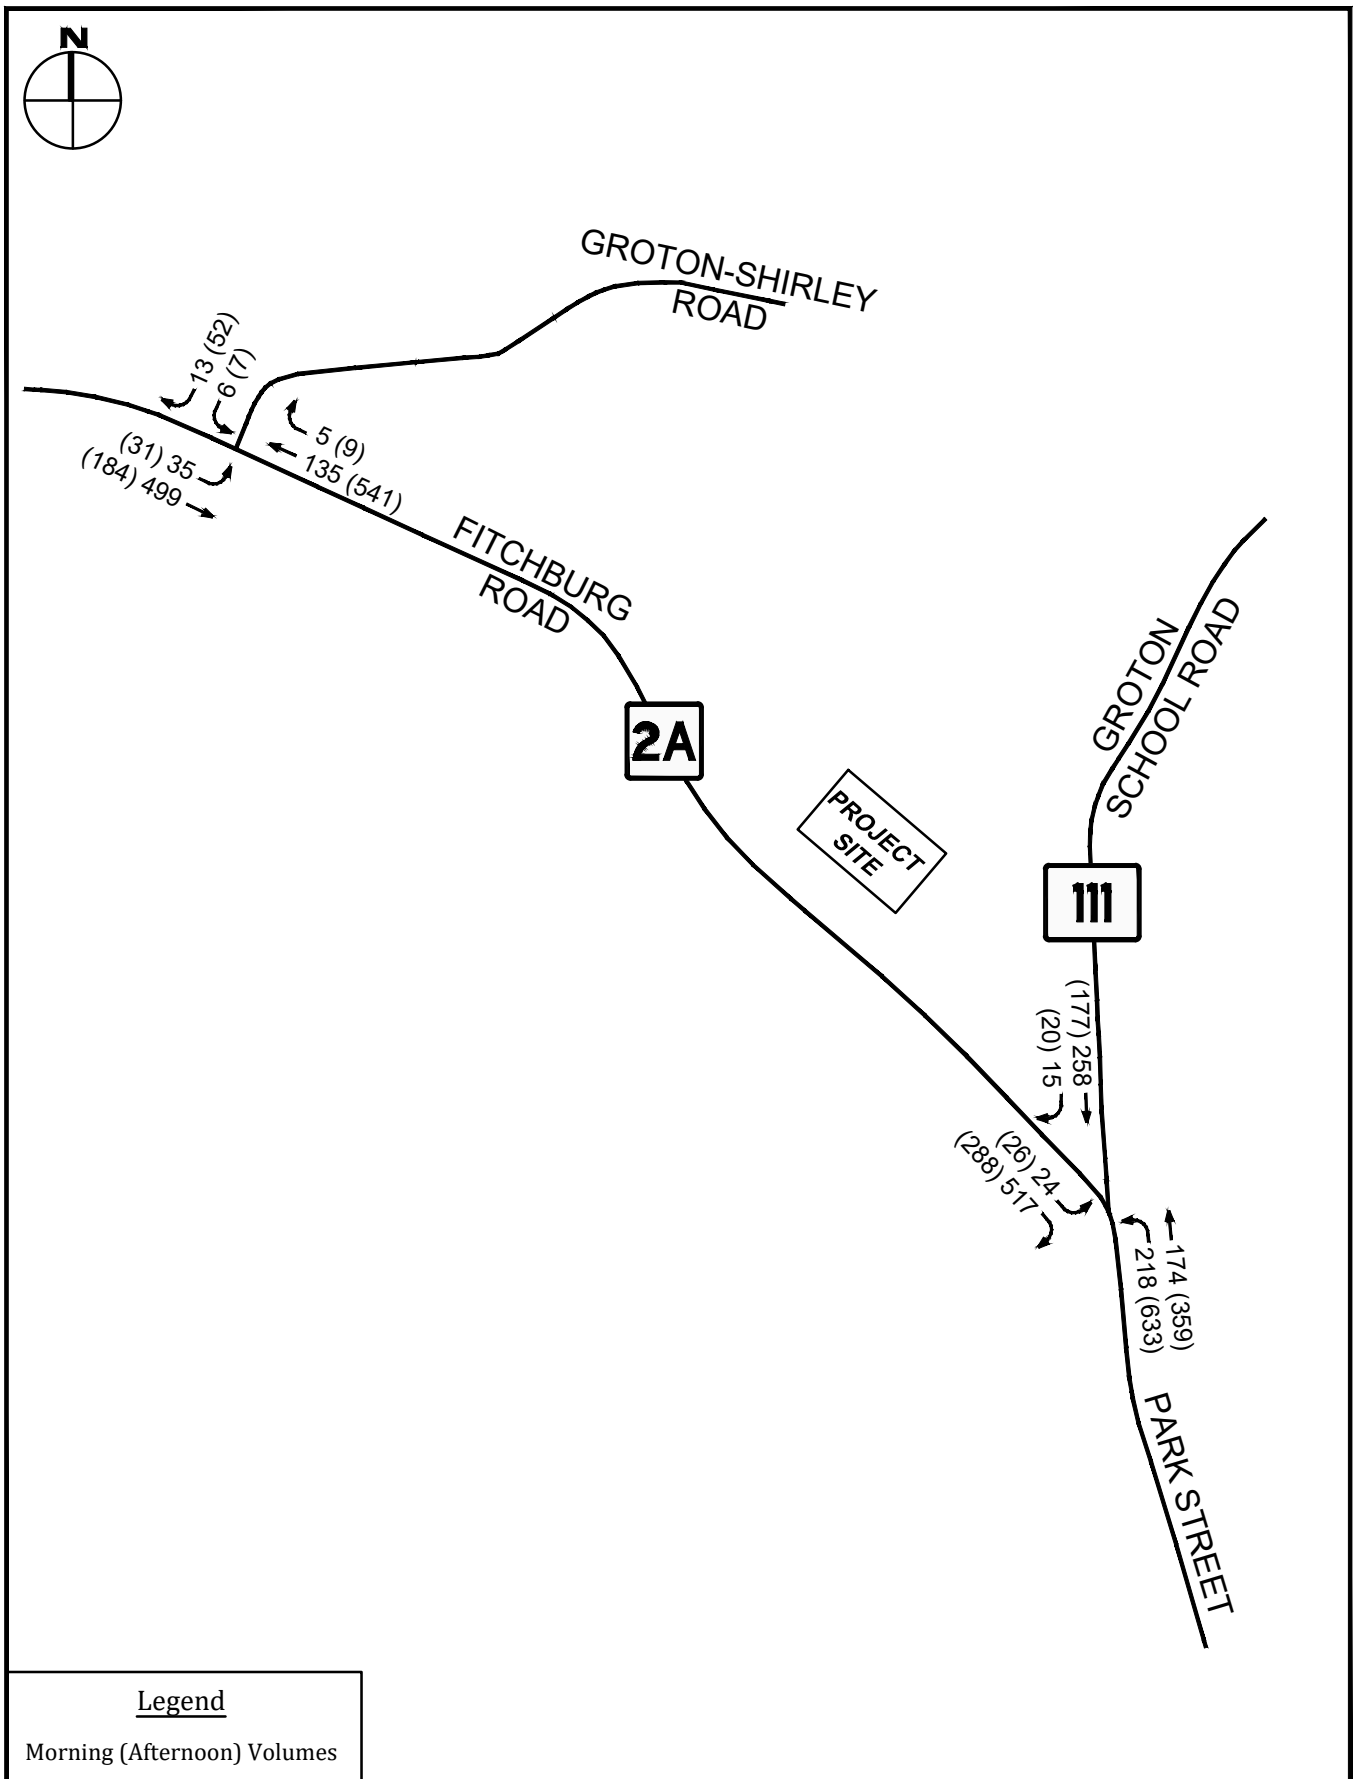 N
GROTON-SHIRLEY
ROAD
13 (52)
6 (7)
5 (9)
135 (541)
(31) 35
(184) 499
FITCHBURG
ROAD
2A
GROTON
SCHOOL ROAD
PROJECT
SITE
111
(177) 258
(20) 15
(26) 24
(288) 517
174 (359)
218 (633)
PARK STREET
Legend
Morning (Afternoon) Volumes